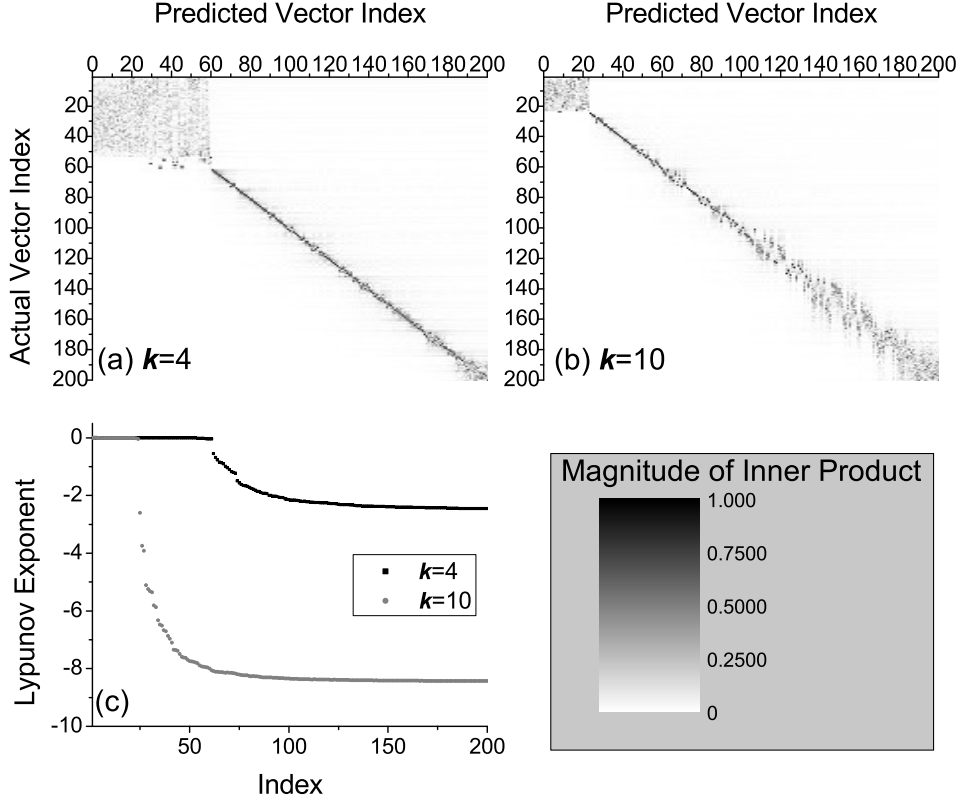 Predicted Vector Index
Predicted Vector Index
0 20 40 60 80 100 120 140 160 180 200
0 20 40 60 80 100 120 140 160 180 200
Actual Vector Index
20
40
60
80
100
120
140
160
180
200
(a) k=4
20
40
60
80
100
120
140
160
180
200
(b) k=10
Lypunov Exponent
0
-2
-4
-6
-8
-10
k=4
k=10
(c)
50 100 150 200
Index
Magnitude of Inner Product
1.000
0.7500
0.5000
0.2500
0